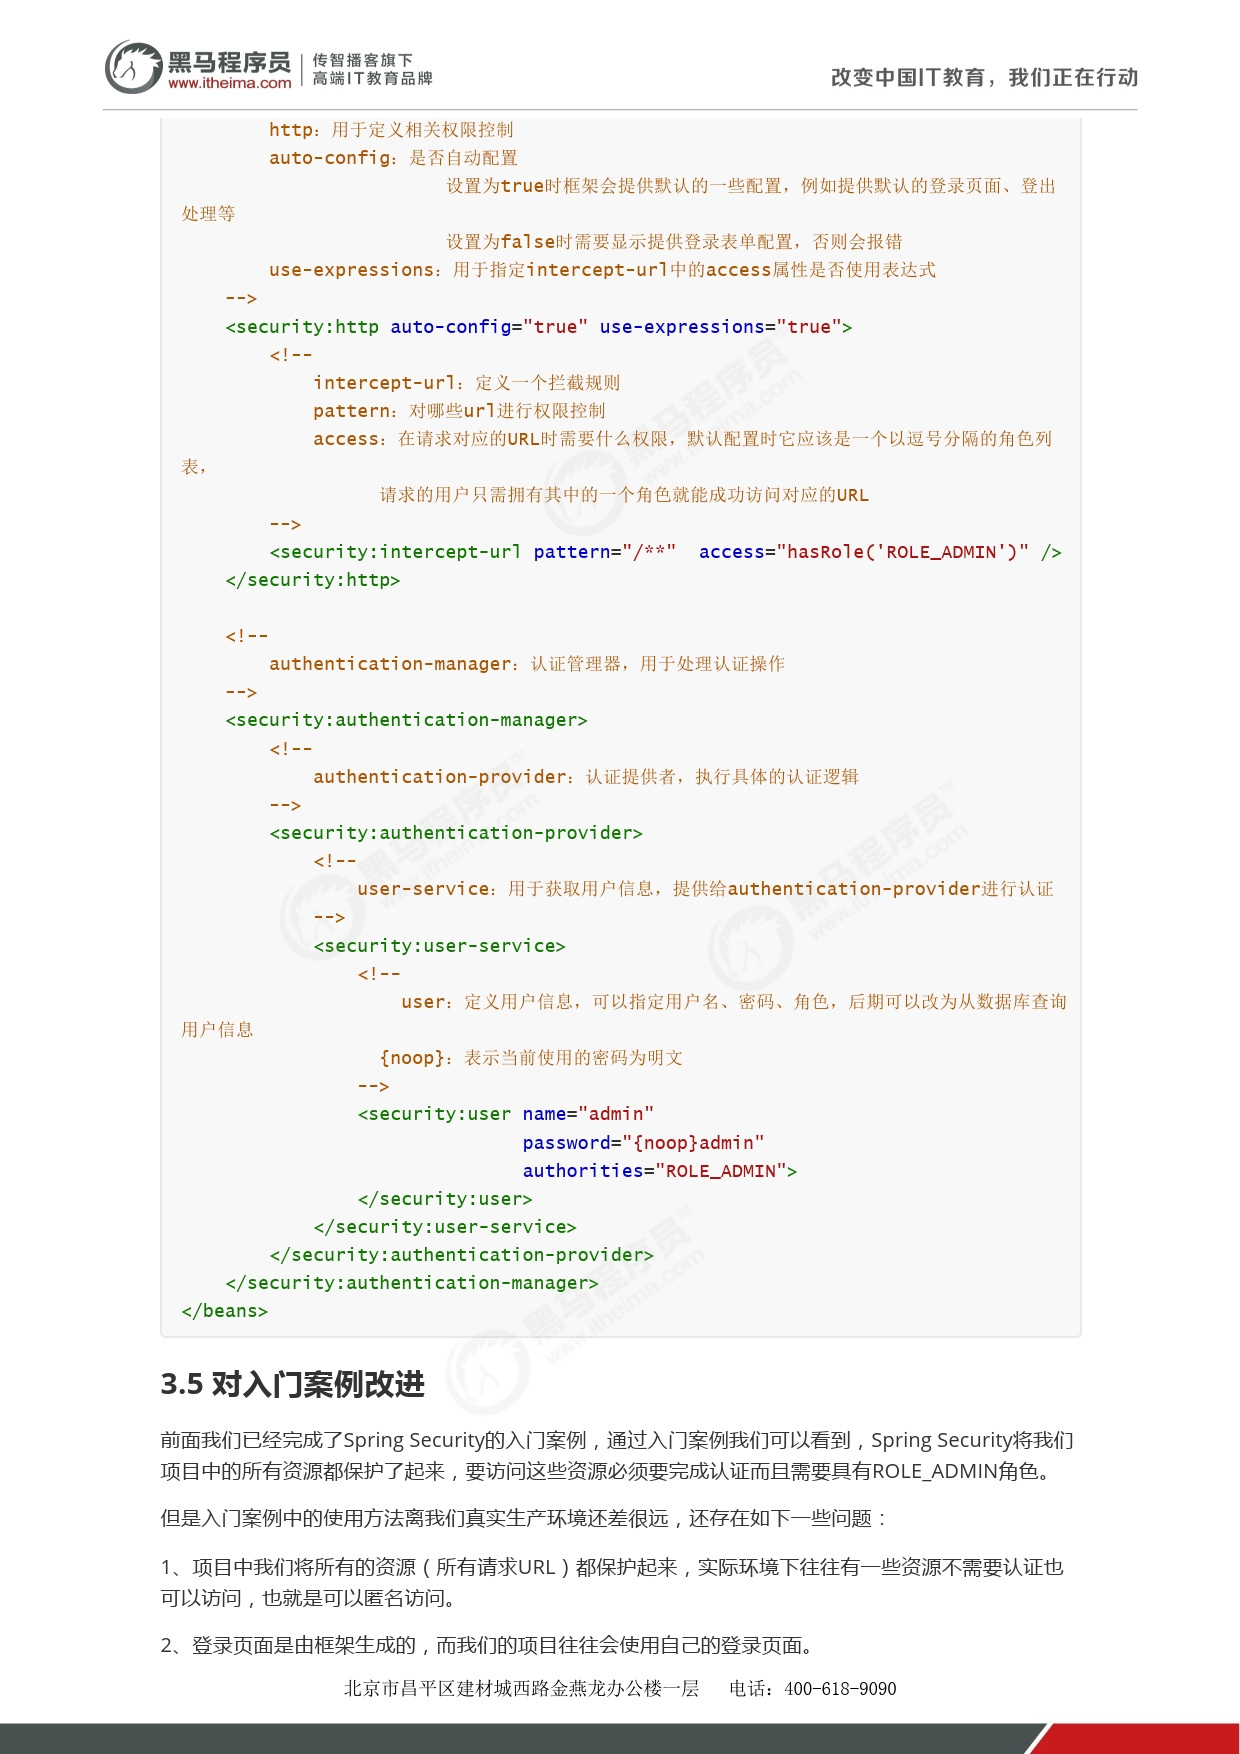 黑马程序员 传智播客旗下
www.itheima.com 高端IT教育品牌
改变中国IT教育，我们正在行动
http：用于定义相关权限控制
auto-config：是否自动配置
设置为true时框架会提供默认的一些配置，例如提供默认的登录页面、登出
处理等
设置为false时需要显示提供登录表单配置，否则会报错
use-expressions：用于指定intercept-url中的access属性是否使用表达式
-->
<security:http auto-config="true" use-expressions="true">
<!--
intercept-url：定义一个拦截规则
pattern：对哪些url进行权限控制
access：在请求对应的URL时需要什么权限，默认配置时它应该是一个以逗号分隔的角色列
表，
请求的用户只需拥有其中的一个角色就能成功访问对应的URL
-->
<security:intercept-url pattern="/**"  access="hasRole('ROLE_ADMIN')" />
</security:http>
<!--
authentication-manager：认证管理器，用于处理认证操作
-->
<security:authentication-manager>
<!--
authentication-provider：认证提供者，执行具体的认证逻辑
-->
<security:authentication-provider>
<!--
user-service：用于获取用户信息，提供给authentication-provider进行认证
-->
<security:user-service>
<!--
user：定义用户信息，可以指定用户名、密码、角色，后期可以改为从数据库查询
用户信息
{noop}：表示当前使用的密码为明文
-->
<security:user name="admin"
password="{noop}admin"
authorities="ROLE_ADMIN">
</security:user>
</security:user-service>
</security:authentication-provider>
</security:authentication-manager>
</beans>
3.5 对入门案例改进
前面我们已经完成了Spring Security的入门案例，通过入门案例我们可以看到，Spring Security将我们
项目中的所有资源都保护了起来，要访问这些资源必须要完成认证而且需要具有ROLE_ADMIN角色。
但是入门案例中的使用方法离我们真实生产环境还差很远，还存在如下一些问题：
1、项目中我们将所有的资源（所有请求URL）都保护起来，实际环境下往往有一些资源不需要认证也
可以访问，也就是可以匿名访问。
2、登录页面是由框架生成的，而我们的项目往往会使用自己的登录页面。
北京市昌平区建材城西路金燕龙办公楼一层 电话：400-618-9090